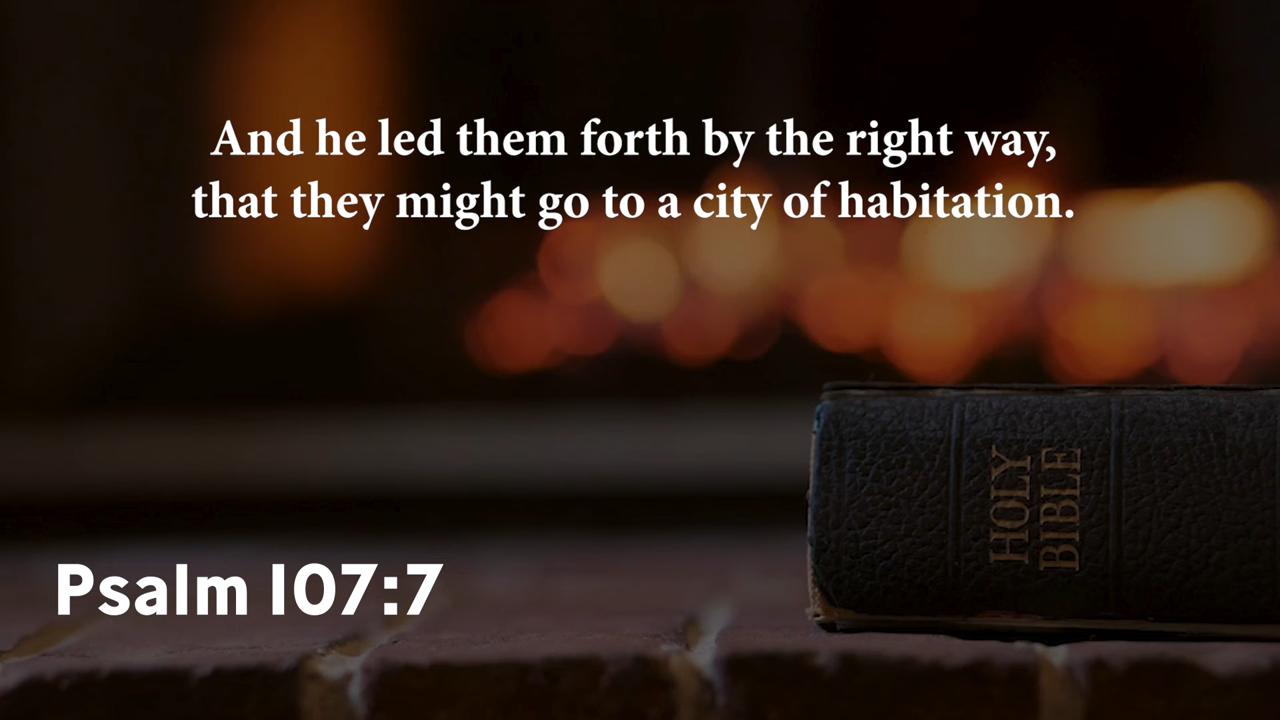 And he led them forth by the right way,
that they might go to a city of habitation.
HOLY
BIBLE
Psalm 107:7